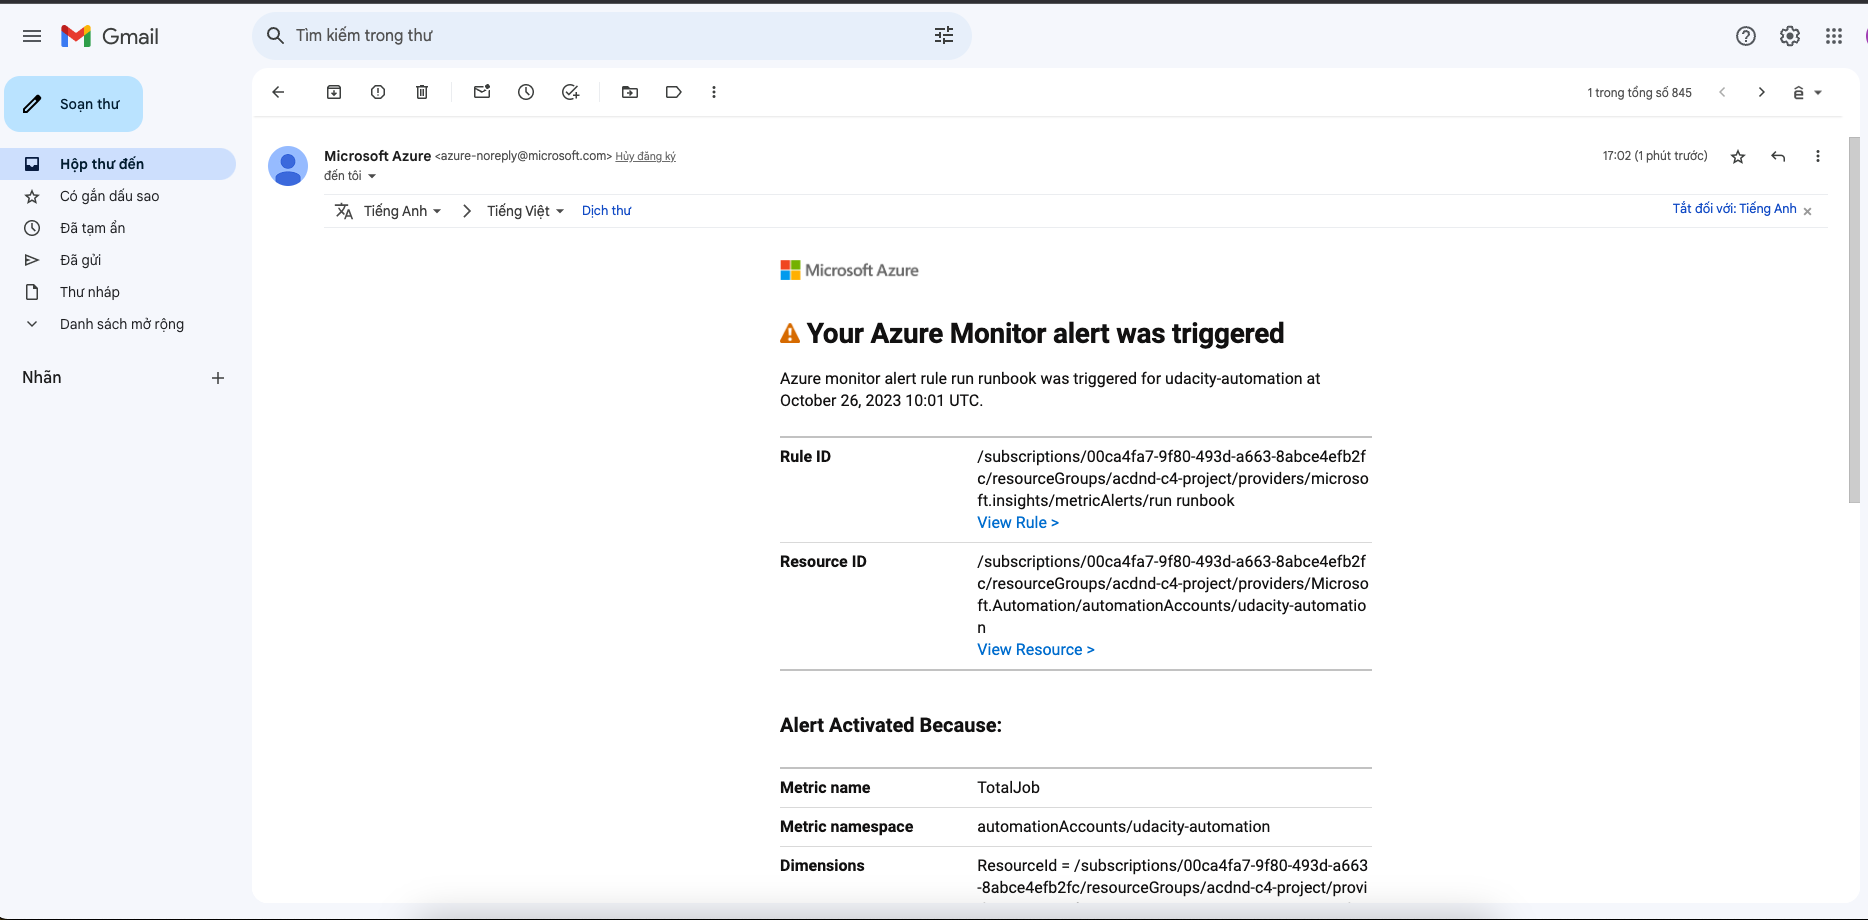 Gmail
Tìm kiếm trong thư
Soạn thư
Hộp thư đến
Có gắn dấu sao
Đã tạm ẩn
Đã gửi
Thư nháp
Danh sách mở rộng
Nhãn
1 trong tổng số 845
Microsoft Azure <azure-noreply@microsoft.com> Hủy đăng ký
17:02 (1 phút trước)
đến tôi
Tiếng Anh > Tiếng Việt Dịch thư
Tắt đối với: Tiếng Anh ×
Microsoft Azure
Your Azure Monitor alert was triggered
Azure monitor alert rule run runbook was triggered for udacity-automation at
October 26, 2023 10:01 UTC.
Rule ID
/subscriptions/00ca4fa7-9f80-493d-a663-8abce4efb2f
c/resourceGroups/acdnd-c4-project/providers/microso
ft.insights/metricAlerts/run runbook
View Rule >
Resource ID
/subscriptions/00ca4fa7-9f80-493d-a663-8abce4efb2f
c/resourceGroups/acdnd-c4-project/providers/Microso
ft.Automation/automationAccounts/udacity-automatio
n
View Resource >
Alert Activated Because:
Metric name TotalJob
Metric namespace automationAccounts/udacity-automation
Dimensions ResourceId = /subscriptions/00ca4fa7-9f80-493d-a663
-8abce4efb2fc/resourceGroups/acdnd-c4-project/provi